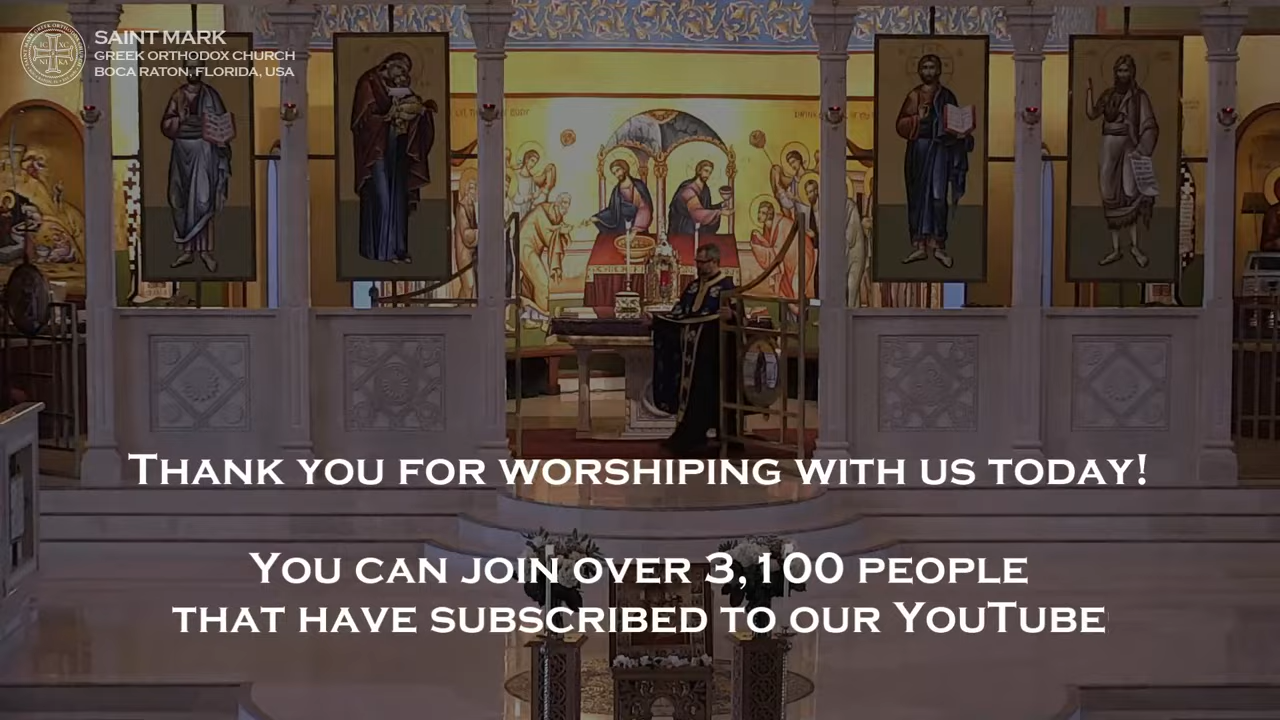 SAINT MARK
GREEK ORTHODOX CHURCH
BOCA RATON, FLORIDA, USA
THANK YOU FOR WORSHIPING WITH US TODAY!
YOU CAN JOIN OVER 3,100 PEOPLE
THAT HAVE SUBSCRIBED TO OUR YOUTUBE